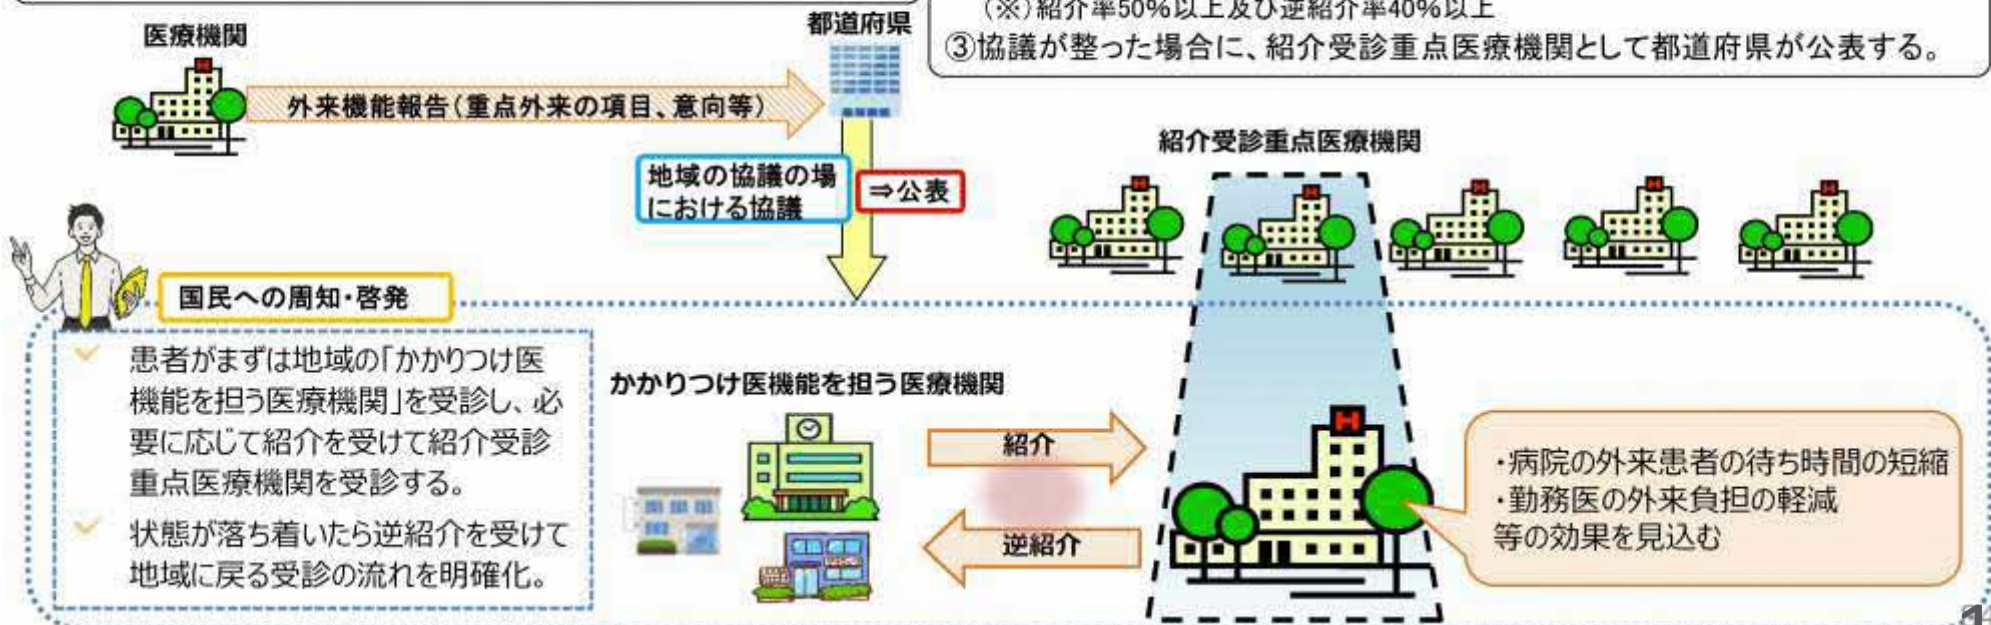 (※)紹介率50%以上及び逆紹介率40%以上
③協議が整った場合に、紹介受診重点医療機関として都道府県が公表する。
医療機関
都道府県
外来機能報告(重点外来の項目、意向等)
地域の協議の場
における協議
⇒公表
紹介受診重点医療機関
国民への周知・啓発
患者がまずは地域の「かかりつけ医
機能を担う医療機関」を受診し、必
要に応じて紹介を受けて紹介受診
重点医療機関を受診する。
状態が落ち着いたら逆紹介を受けて
地域に戻る受診の流れを明確化。
かかりつけ医機能を担う医療機関
紹介
逆紹介
H
・病院の外来患者の待ち時間の短縮
・勤務医の外来負担の軽減
等の効果を見込む